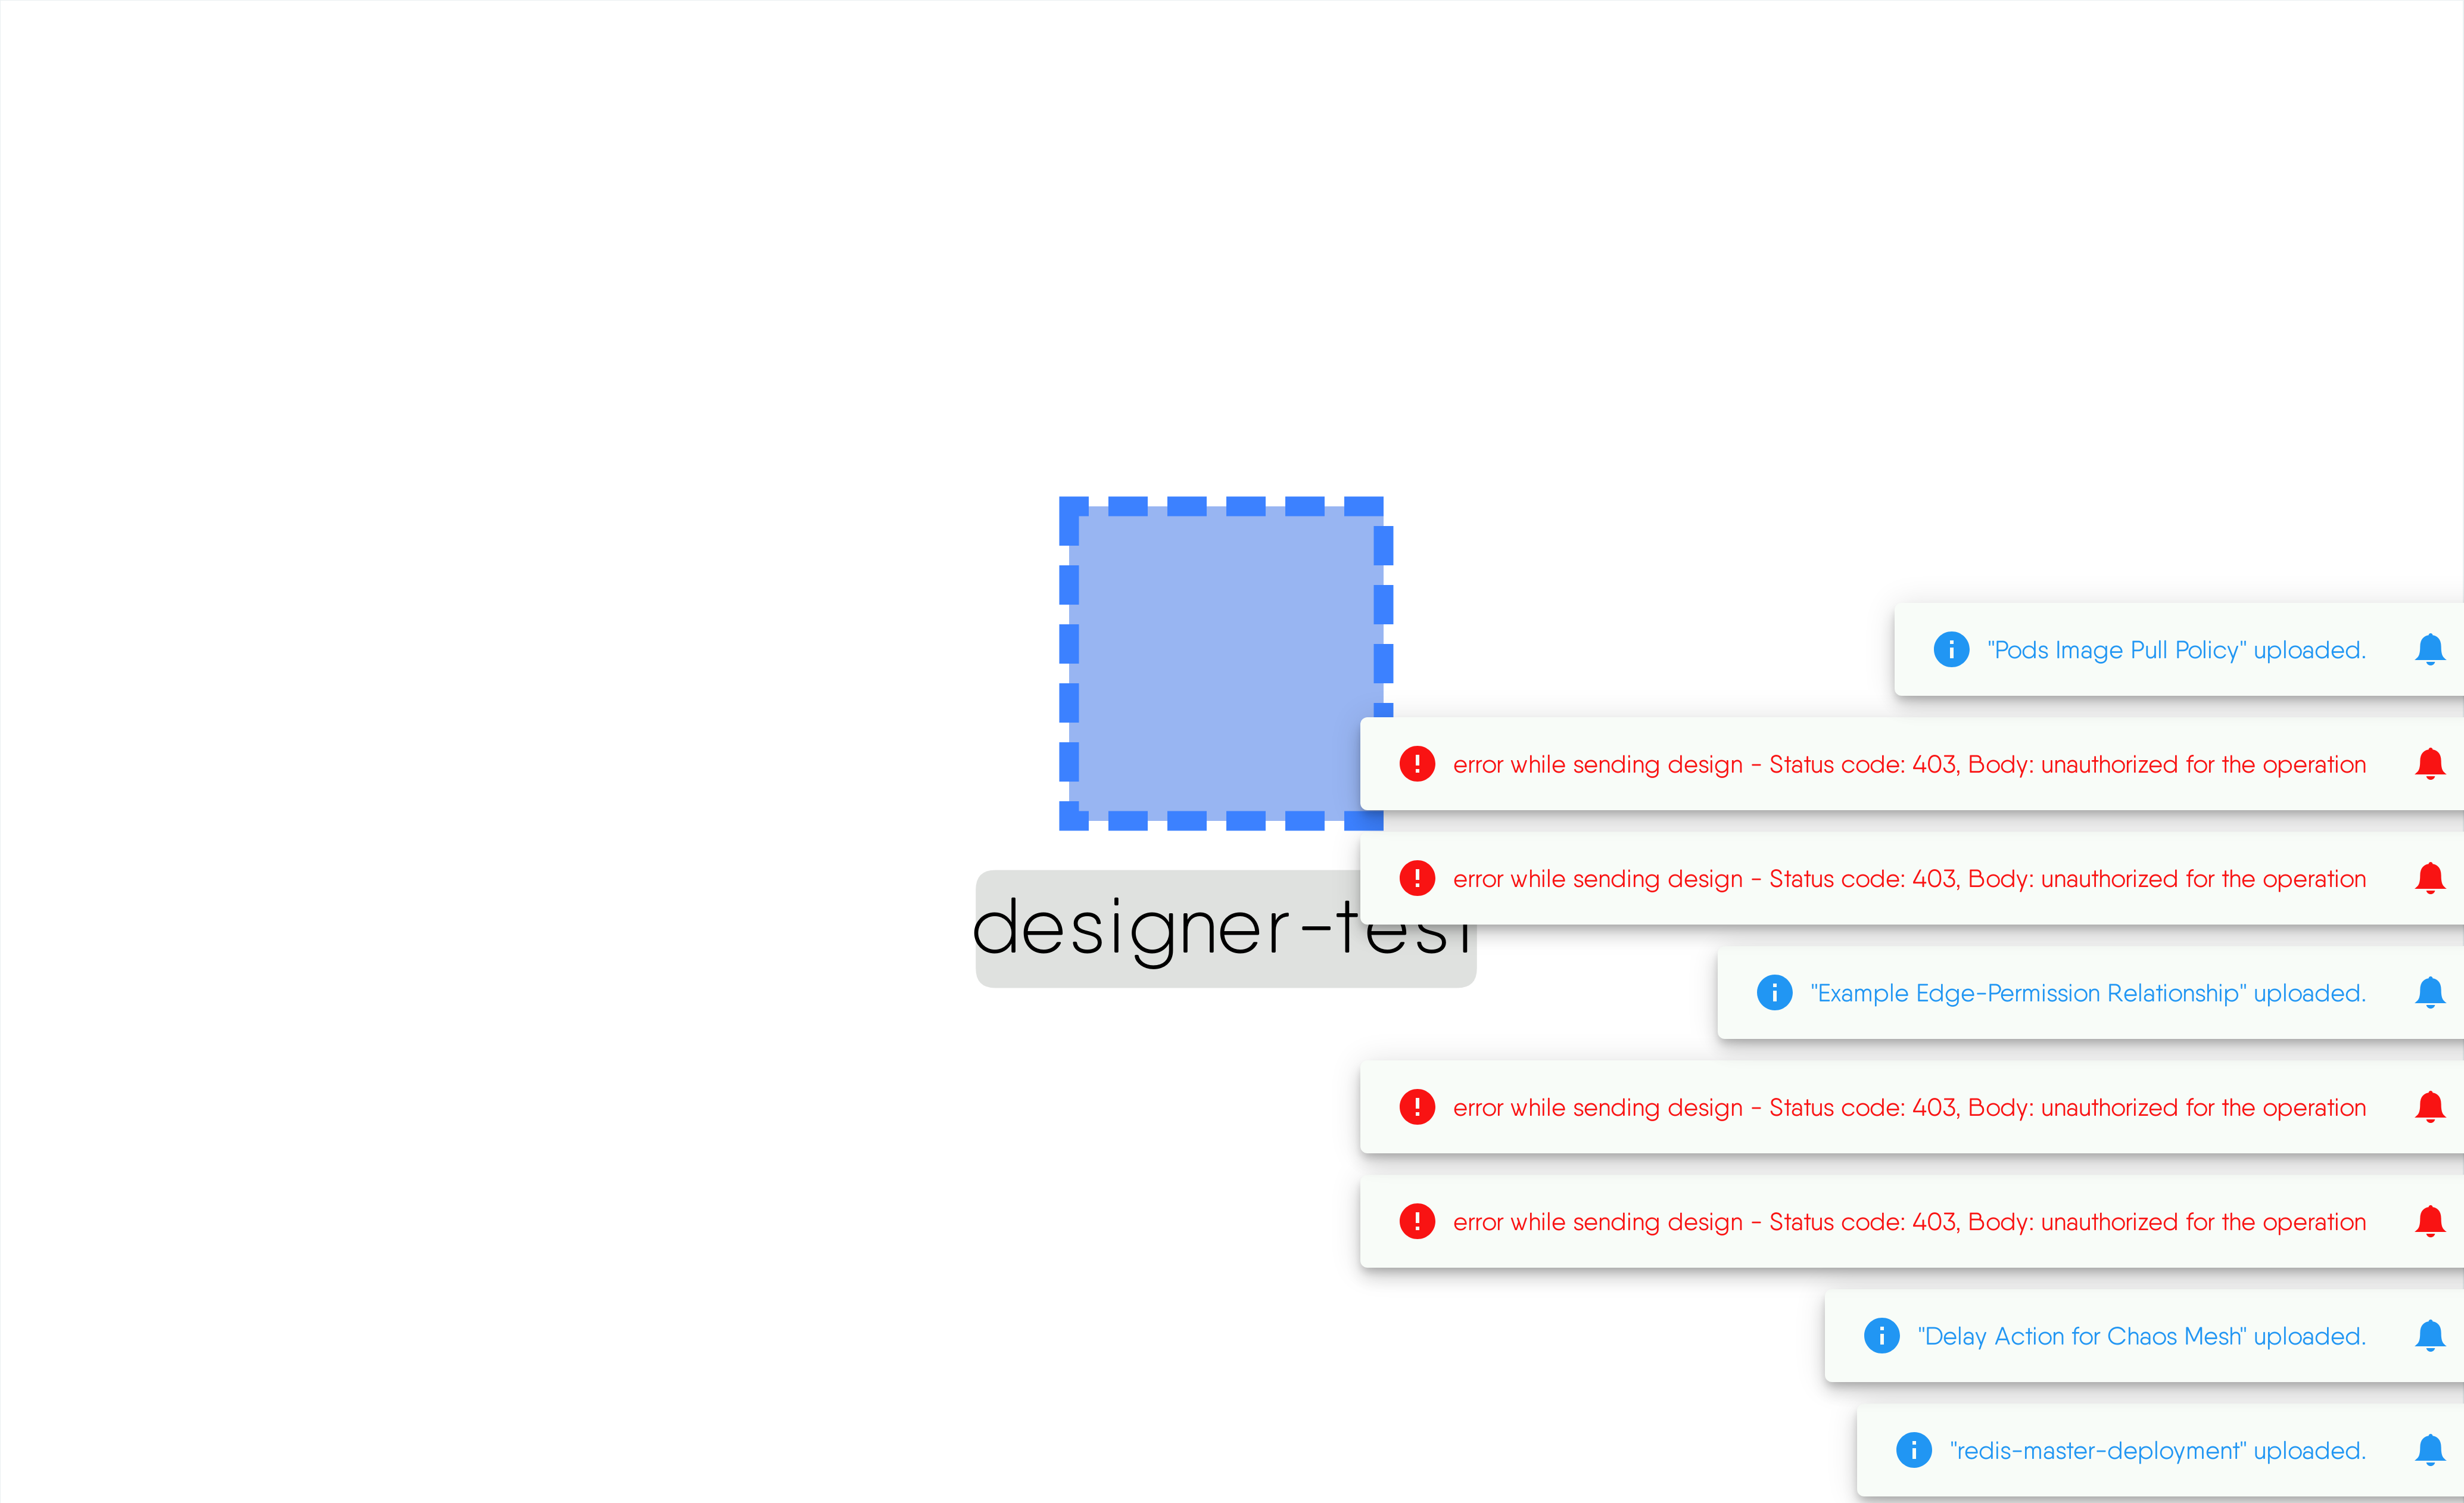 "Pods Image Pull Policy" uploaded.
error while sending design - Status code: 403, Body: unauthorized for the operation
error while sending design - Status code: 403, Body: unauthorized for the operation
designer-test
"Example Edge-Permission Relationship" uploaded.
error while sending design - Status code: 403, Body: unauthorized for the operation
error while sending design - Status code: 403, Body: unauthorized for the operation
"Delay Action for Chaos Mesh" uploaded.
"redis-master-deployment" uploaded.